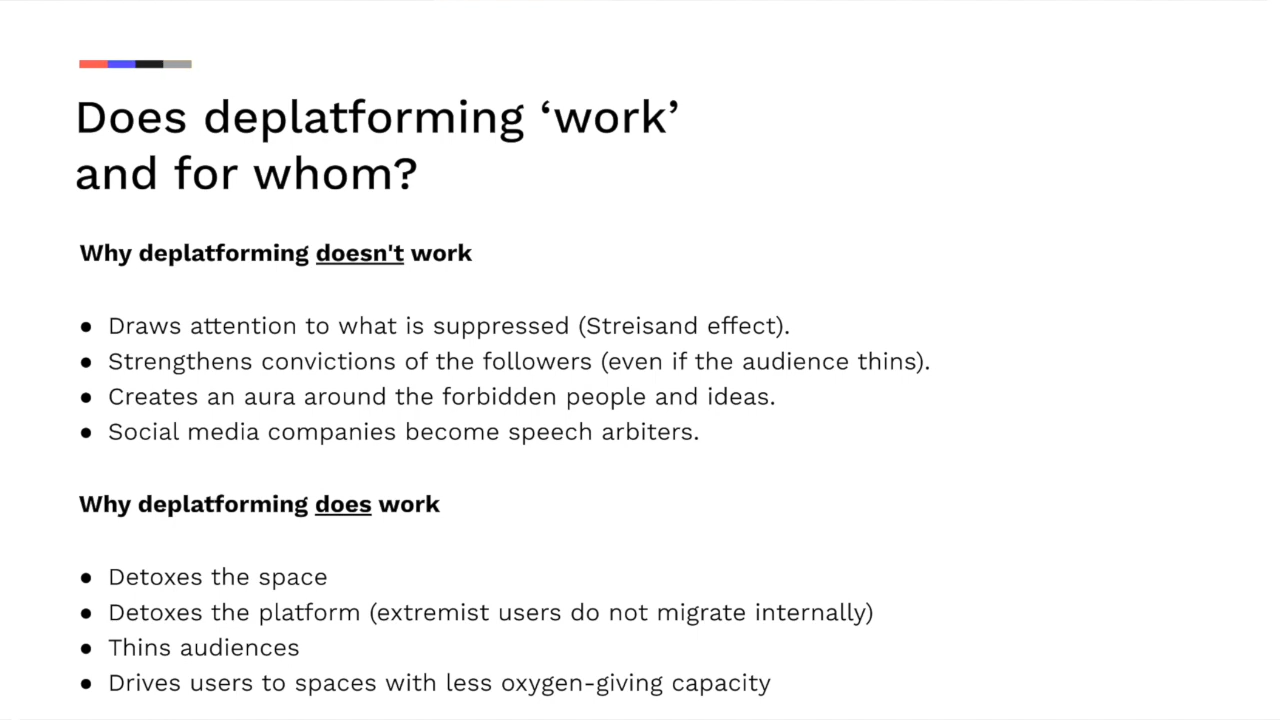 Does deplatforming ‘work’
and for whom?
Why deplatforming doesn't work
● Draws attention to what is suppressed (Streisand effect).
● Strengthens convictions of the followers (even if the audience thins).
● Creates an aura around the forbidden people and ideas.
● Social media companies become speech arbiters.
Why deplatforming does work
● Detoxes the space
● Detoxes the platform (extremist users do not migrate internally)
● Thins audiences
● Drives users to spaces with less oxygen-giving capacity